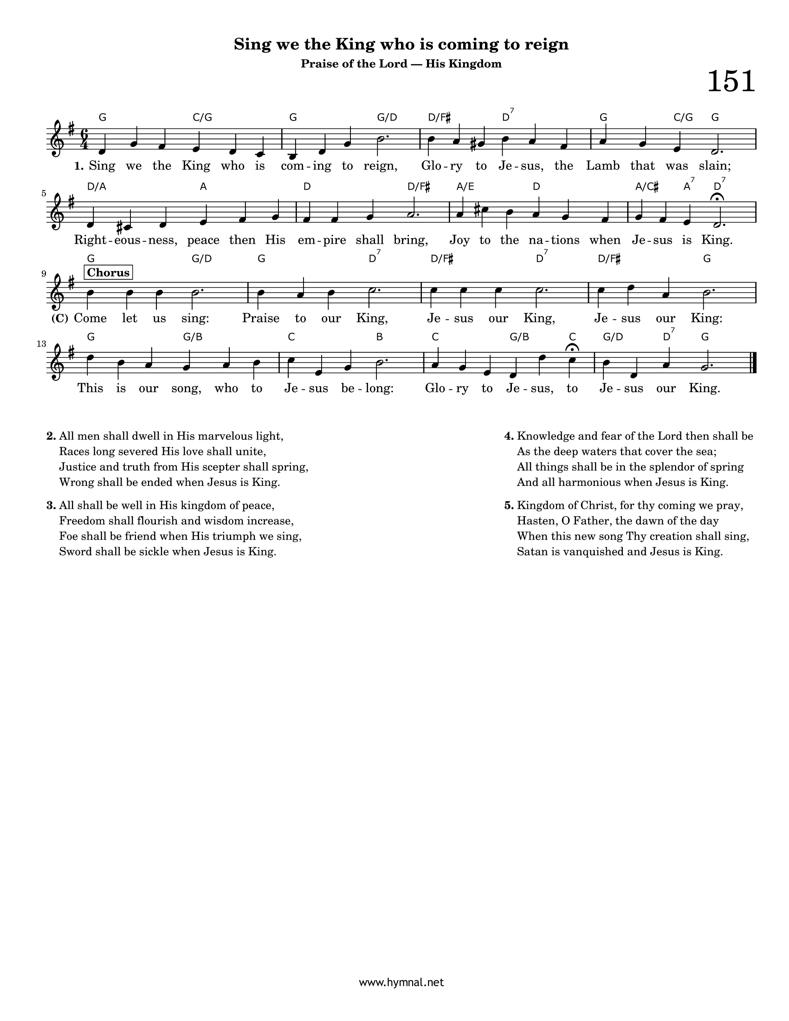 Sing we the King who is coming to reign
Praise of the Lord — His Kingdom
151
G C/G G G/D D/F♯ D7 G C/G G
6
4
1. Sing we the King who is com - ing to reign, Glo - ry to Je - sus, the Lamb that was slain;
D/A A D D/F♯ A/E D A/C♯ A7 D7
5
Right - eous - ness, peace then His em - pire shall bring, Joy to the na - tions when Je - sus is King.
G G/D G D7 D/F♯ D7 D/F♯ G
9 Chorus
(C) Come let us sing: Praise to our King, Je - sus our King, Je - sus our King:
G G/B C B C G/B C G/D D7 G
13
This is our song, who to Je - sus be - long: Glo - ry to Je - sus, to Je - sus our King.
2. All men shall dwell in His marvelous light,
Races long severed His love shall unite,
Justice and truth from His scepter shall spring,
Wrong shall be ended when Jesus is King.
3. All shall be well in His kingdom of peace,
Freedom shall flourish and wisdom increase,
Foe shall be friend when His triumph we sing,
Sword shall be sickle when Jesus is King.
4. Knowledge and fear of the Lord then shall be
As the deep waters that cover the sea;
All things shall be in the splendor of spring
And all harmonious when Jesus is King.
5. Kingdom of Christ, for thy coming we pray,
Hasten, O Father, the dawn of the day
When this new song Thy creation shall sing,
Satan is vanquished and Jesus is King.
www.hymnal.net